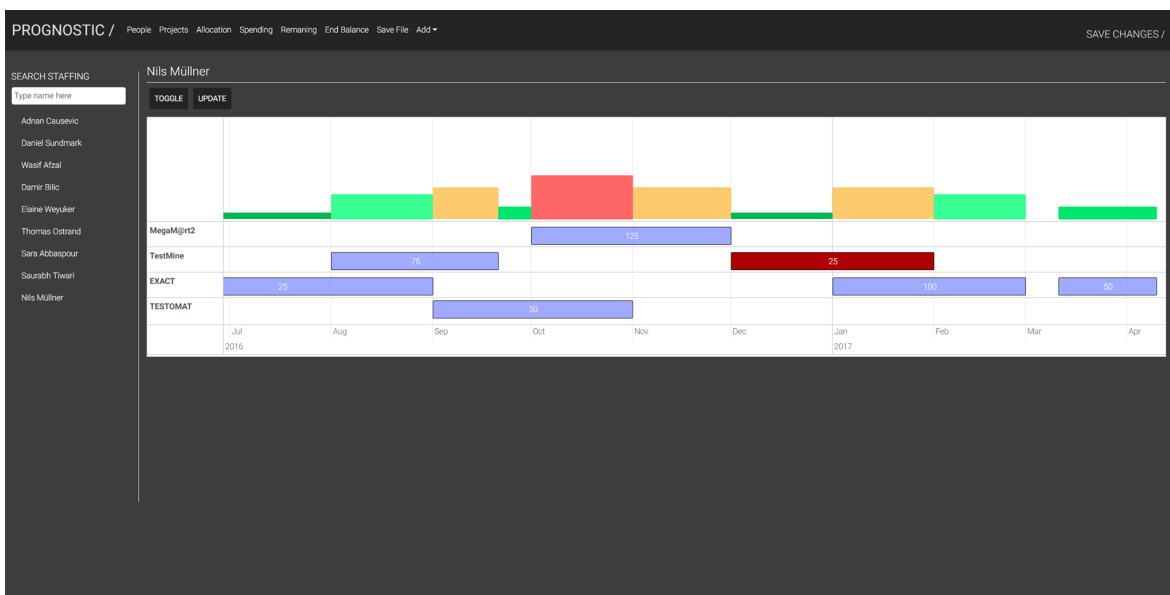 PROGNOSTIC / People Projects Allocation Spending Remaning End Balance Save File Add
SAVE CHANGES /
SEARCH STAFFING
Type name here
Adnan Causevic
Daniel Sundmark
Wasif Afzal
Damir Bilic
Elaine Weyuker
Thomas Ostrand
Sara Abbaspour
Saurabh Tiwari
Nils Müllner
Nils Müllner
TOGGLE UPDATE
MegaM@rt2 125
TestMine 75 25
EXACT 25 100 50
TESTOMAT 50
Jul Aug Sep Oct Nov Dec Jan Feb Mar Apr
2016 2017